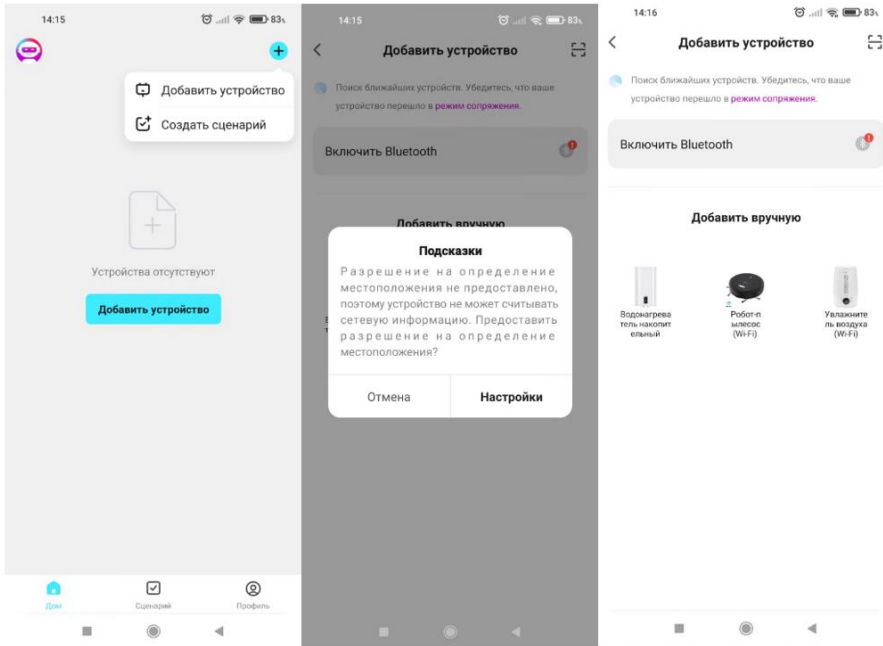 14:15
83
Добавить устройство
Создать сценарий
Устройства отсутствуют
Добавить устройство
Дом
Сценарий
Профиль
14:15
83
Добавить устройство
Поиск ближайших устройств. Убедитесь, что ваше
устройство перешло в режим сопряжения.
Включить Bluetooth
Добавить вручную
Подсказки
Разрешение на определение
местоположения не предоставлено,
поэтому устройство не может считывать
сетевую информацию. Предоставить
разрешение на определение
местоположения?
Отмена
Настройки
14:16
83
Добавить устройство
Поиск ближайших устройств. Убедитесь, что ваше
устройство перешло в режим сопряжения.
Включить Bluetooth
Добавить вручную
Водонагрева
тель накопит
ельный
Робот-п
ылесос
(Wi-Fi)
Увлажните
ль воздуха
(Wi-Fi)